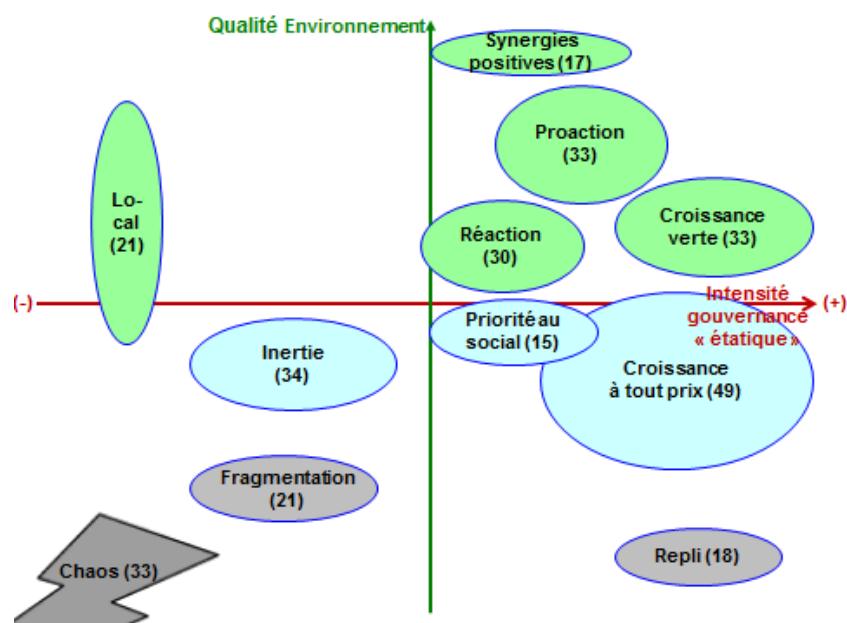 Qualité Environnement
Synergies
positives (17)
Proaction
(33)
Lo-
cal
(21)
Réaction
(30)
Croissance
verte (33)
(-)
(+)
Intensité
gouvernance
« étatique »
Priorité au
social (15)
Inertie
(34)
Croissance
à tout prix (49)
Fragmentation
(21)
Chaos (33)
Repli (18)